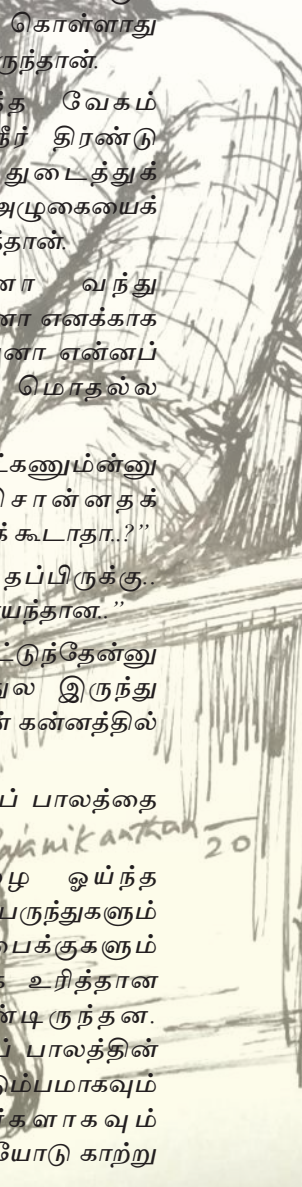 கொள்ளாது
ருந்தான்.
த வேகம்
நீர் திரண்டு
துடைத்துக்
அழுகையைக்
ந்தான்.
னா வந்து
னா எனக்காக
னா என்னப்
மொதல்ல
ட்கணும்ன்னு
சொன்னதக்
க் கூடாதா..?”
தப்பிருக்கு..
யந்தான..”
ட்டுந்தேன்னு
துல இருந்து
ன் கன்னத்தில்
ப் பாலத்தை
Rajanikanthan
20
ழ ஓய்ந்த
பருந்துகளும்
பைக்குகளும்
உரித்தான
ண்டிருந்தன.
ப் பாலத்தின்
டும்பமாகவும்
ர்களாகவும்
யோடு காற்று